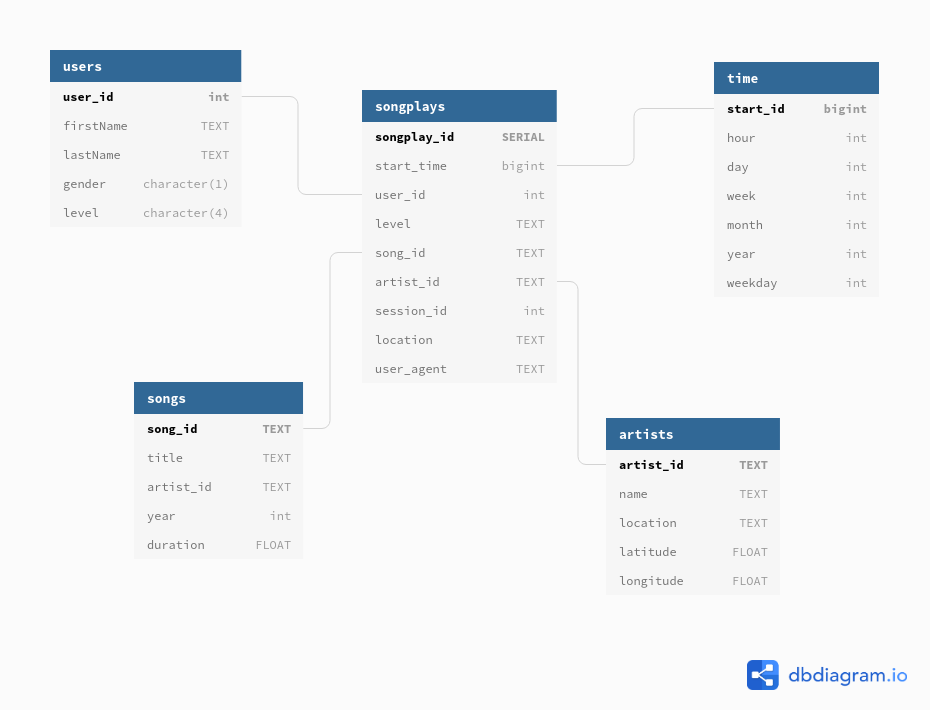 users
user_id int
firstName TEXT
lastName TEXT
gender character(1)
level character(4)
songplays
songplay_id SERIAL
start_time bigint
user_id int
level TEXT
song_id TEXT
artist_id TEXT
session_id int
location TEXT
user_agent TEXT
time
start_id bigint
hour int
day int
week int
month int
year int
weekday int
songs
song_id TEXT
title TEXT
artist_id TEXT
year int
duration FLOAT
artists
artist_id TEXT
name TEXT
location TEXT
latitude FLOAT
longitude FLOAT
dbdiagram.io